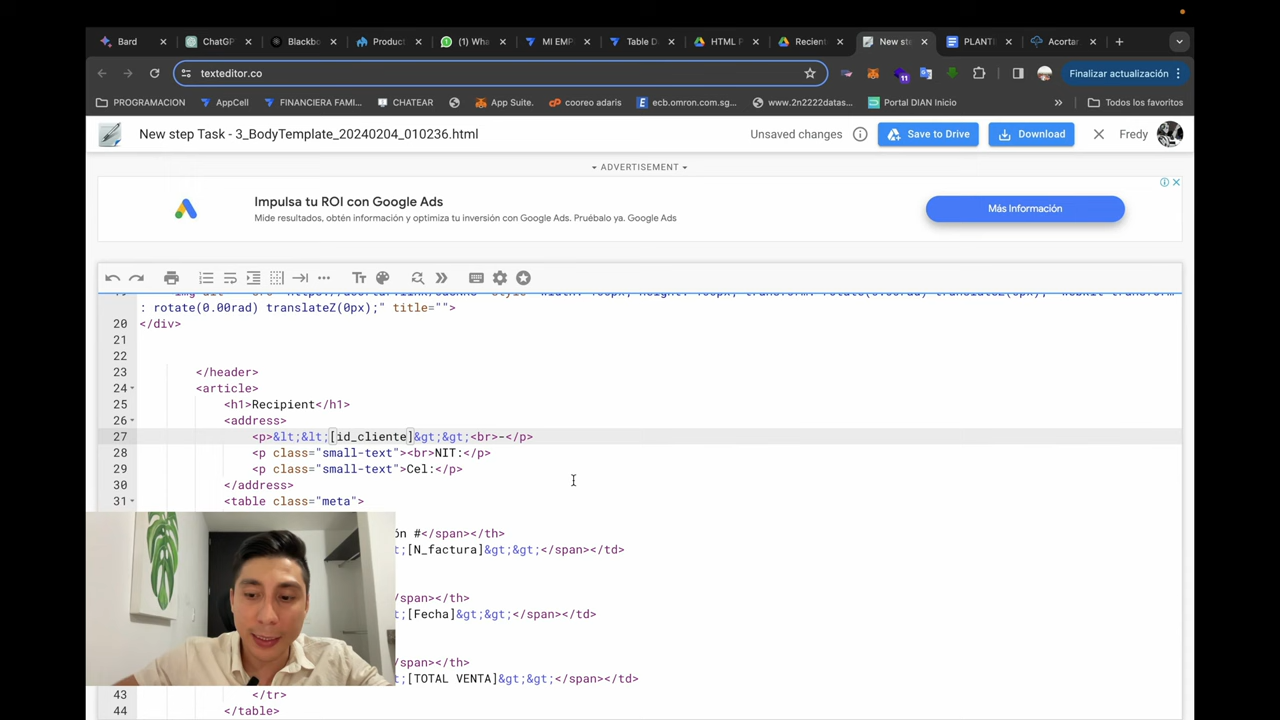 Bard
ChatGP
Blackbo
Product
(1) Wha
MI EMP
Table D
HTML P
Recient
New ste
PLANTI
Acortar
texteditor.co
Finalizar actualización
PROGRAMACION
AppCell
FINANCIERA FAMI...
CHATEAR
App Suite.
cooreo adaris
ecb.omron.com.sg...
www.2n2222datas...
Portal DIAN Inicio
Todos los favoritos
New step Task - 3_BodyTemplate_20240204_010236.html
Unsaved changes
Save to Drive
Download
Fredy
ADVERTISEMENT
Impulsa tu ROI con Google Ads
Mide resultados, obtén información y optimiza tu inversión con Google Ads. Pruébalo ya. Google Ads
Más Información
: rotate(0.00rad) translateZ(0px);" title="">
20 </div>
21
22
23 </header>
24 <article>
25 <h1>Recipient</h1>
26 <address>
27 <p>&lt;&lt;[id_cliente]&gt;&gt;<br>-</p>
28 <p class="small-text"><br>NIT:</p>
29 <p class="small-text">Cel:</p>
30 </address>
31 <table class="meta">
ón #</span></th>
;[N_factura]&gt;&gt;</span></td>
/span></th>
;[Fecha]&gt;&gt;</span></td>
/span></th>
;[TOTAL VENTA]&gt;&gt;</span></td>
43 </tr>
44 </table>